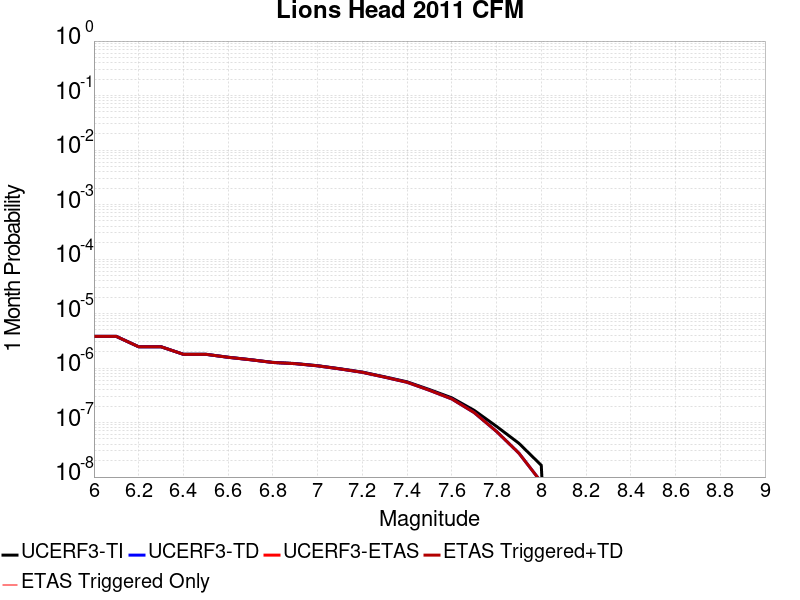 Lions Head 2011 CFM
10^0
10^-1
10^-2
10^-3
10^-4
10^-5
10^-6
10^-7
10^-8
1 Month Probability
6 6.2 6.4 6.6 6.8 7 7.2 7.4 7.6 7.8 8 8.2 8.4 8.6 8.8 9
Magnitude
UCERF3-TI UCERF3-TD UCERF3-ETAS ETAS Triggered+TD
ETAS Triggered Only